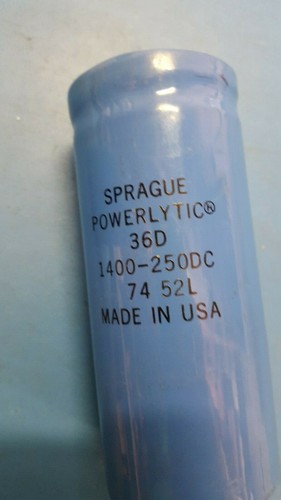 SPRAGUE
POWERLYTIC®
36D
1400-250DC
74 52L
MADE IN USA